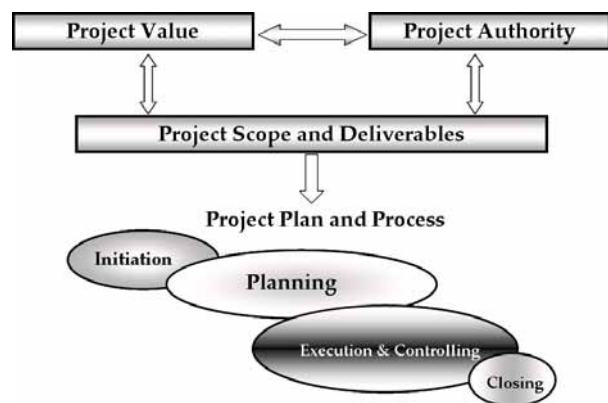 Project Value
Project Authority
Project Scope and Deliverables
Project Plan and Process
Initiation
Planning
Execution & Controlling
Closing